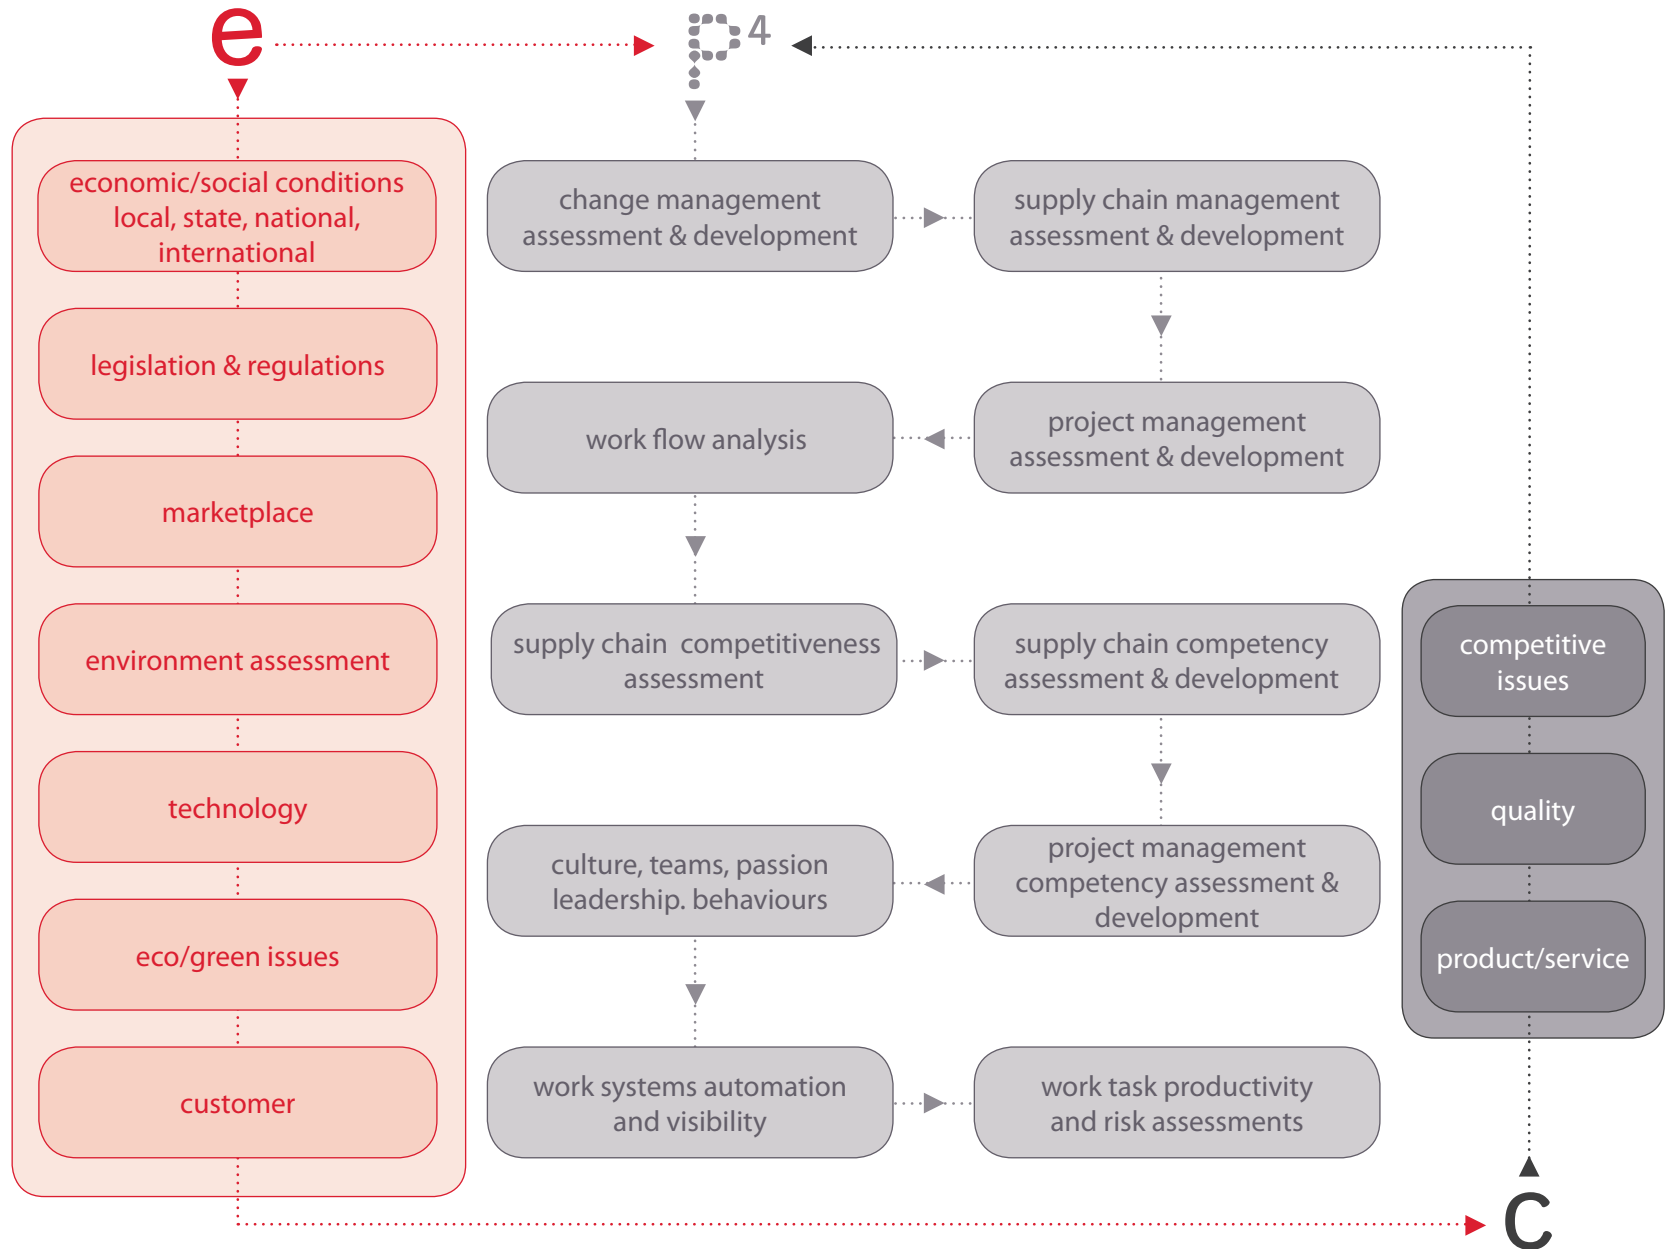 e
p4
economic/social conditions
local, state, national,
international
legislation & regulations
marketplace
environment assessment
technology
eco/green issues
customer
change management
assessment & development
supply chain management
assessment & development
project management
assessment & development
work flow analysis
supply chain  competitiveness
assessment
supply chain competency
assessment & development
project management
competency assessment &
development
culture, teams, passion
leadership. behaviours
work systems automation
and visibility
work task productivity
and risk assessments
competitive
issues
quality
product/service
c